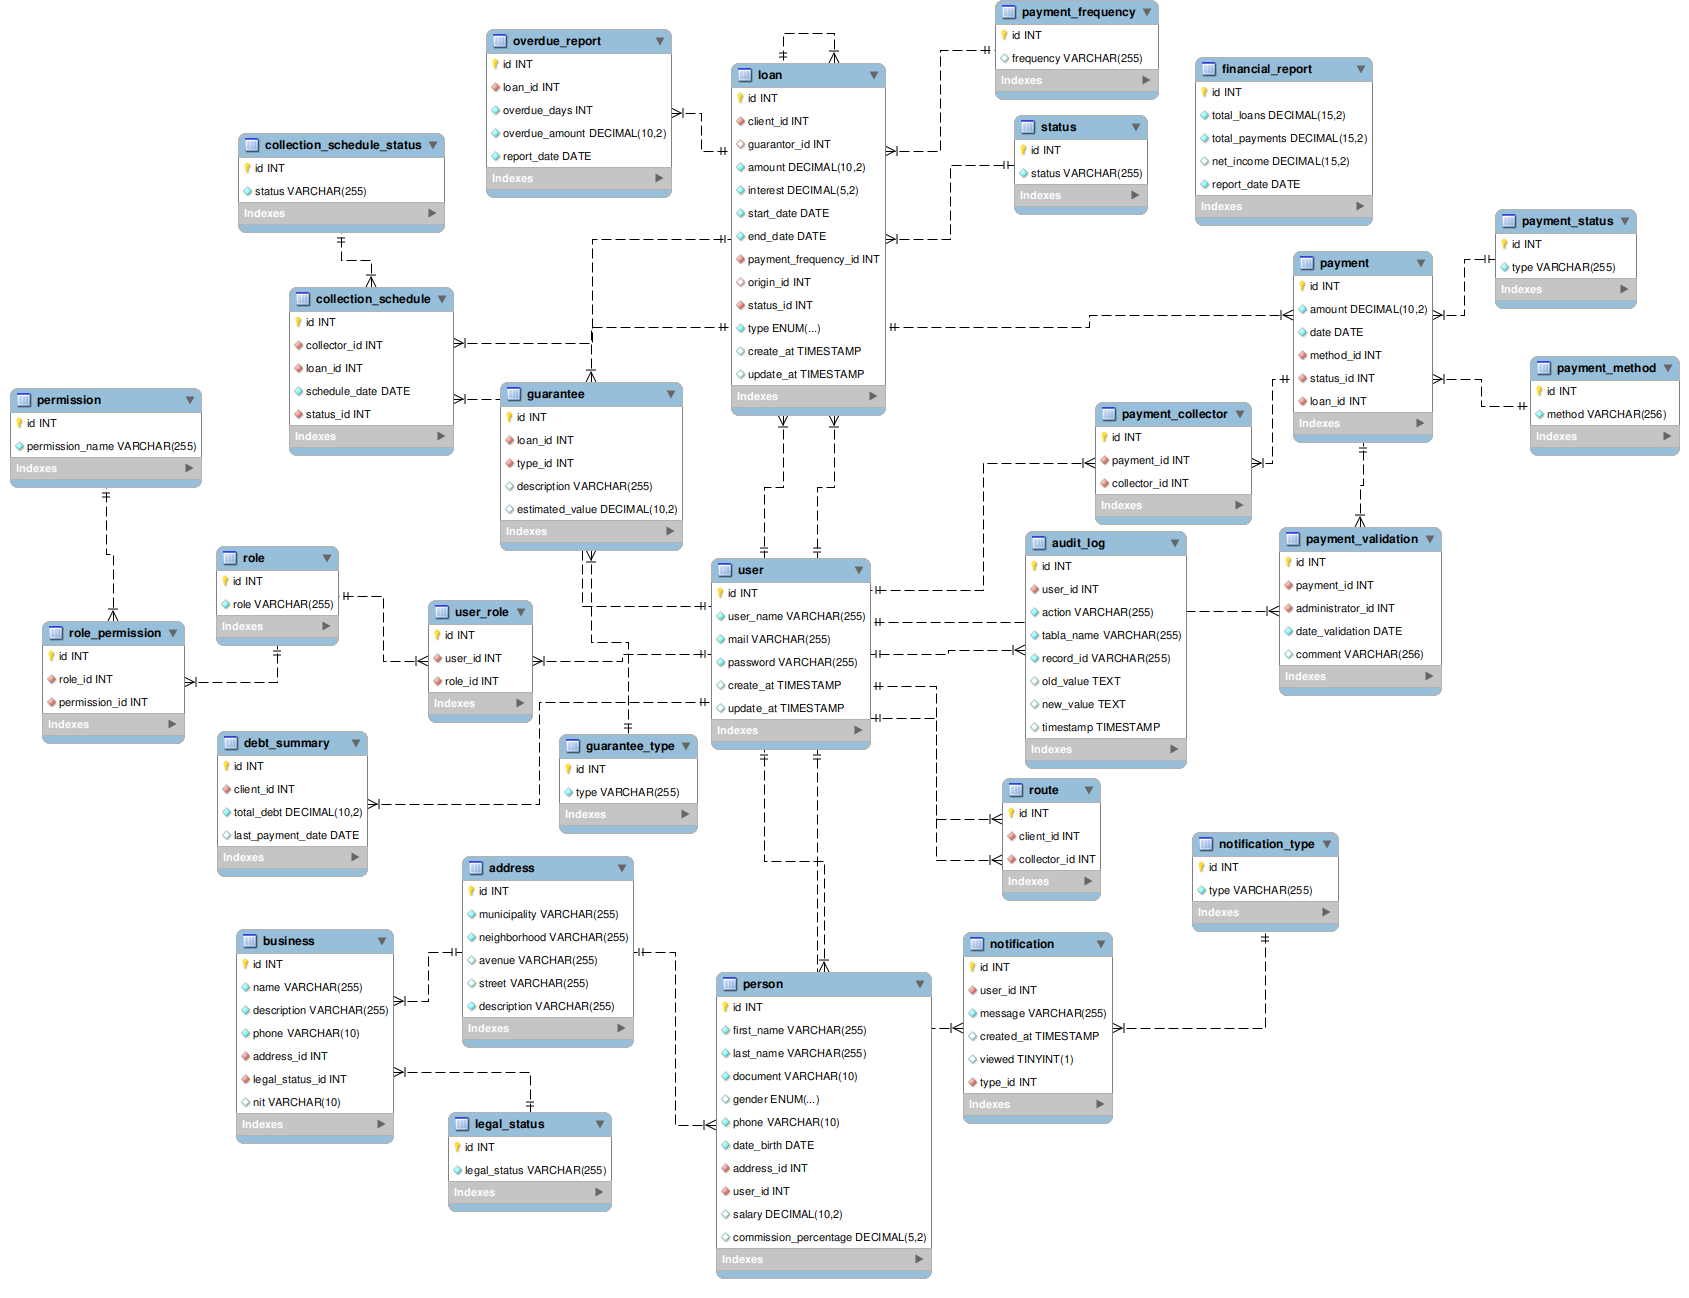 payment_frequency
id INT
frequency VARCHAR(255)
Indexes
overdue_report
id INT
loan_id INT
overdue_days INT
overdue_amount DECIMAL(10,2)
report_date DATE
Indexes
loan
id INT
client_id INT
guarantor_id INT
amount DECIMAL(10,2)
interest DECIMAL(5,2)
start_date DATE
end_date DATE
payment_frequency_id INT
origin_id INT
status_id INT
type ENUM(...)
create_at TIMESTAMP
update_at TIMESTAMP
Indexes
financial_report
id INT
total_loans DECIMAL(15,2)
total_payments DECIMAL(15,2)
net_income DECIMAL(15,2)
report_date DATE
Indexes
status
id INT
status VARCHAR(255)
Indexes
collection_schedule_status
id INT
status VARCHAR(255)
Indexes
payment_status
id INT
type VARCHAR(255)
Indexes
payment
id INT
amount DECIMAL(10,2)
date DATE
method_id INT
status_id INT
loan_id INT
Indexes
collection_schedule
id INT
collector_id INT
loan_id INT
schedule_date DATE
status_id INT
Indexes
payment_method
id INT
method VARCHAR(256)
Indexes
permission
id INT
permission_name VARCHAR(255)
Indexes
guarantee
id INT
loan_id INT
type_id INT
description VARCHAR(255)
estimated_value DECIMAL(10,2)
Indexes
payment_collector
id INT
payment_id INT
collector_id INT
Indexes
payment_validation
id INT
payment_id INT
administrator_id INT
date_validation DATE
comment VARCHAR(256)
Indexes
audit_log
id INT
user_id INT
action VARCHAR(255)
tabla_name VARCHAR(255)
record_id VARCHAR(255)
old_value TEXT
new_value TEXT
timestamp TIMESTAMP
Indexes
role
id INT
role VARCHAR(255)
Indexes
user
id INT
user_name VARCHAR(255)
mail VARCHAR(255)
password VARCHAR(255)
create_at TIMESTAMP
update_at TIMESTAMP
Indexes
user_role
id INT
user_id INT
role_id INT
Indexes
role_permission
id INT
role_id INT
permission_id INT
Indexes
debt_summary
id INT
client_id INT
total_debt DECIMAL(10,2)
last_payment_date DATE
Indexes
guarantee_type
id INT
type VARCHAR(255)
Indexes
route
id INT
client_id INT
collector_id INT
Indexes
notification_type
id INT
type VARCHAR(255)
Indexes
address
id INT
municipality VARCHAR(255)
neighborhood VARCHAR(255)
avenue VARCHAR(255)
street VARCHAR(255)
description VARCHAR(255)
Indexes
business
id INT
name VARCHAR(255)
description VARCHAR(255)
phone VARCHAR(10)
address_id INT
legal_status_id INT
nit VARCHAR(10)
Indexes
notification
id INT
user_id INT
message VARCHAR(255)
created_at TIMESTAMP
viewed TINYINT(1)
type_id INT
Indexes
person
id INT
first_name VARCHAR(255)
last_name VARCHAR(255)
document VARCHAR(10)
gender ENUM(...)
phone VARCHAR(10)
date_birth DATE
address_id INT
user_id INT
salary DECIMAL(10,2)
commission_percentage DECIMAL(5,2)
Indexes
legal_status
id INT
legal_status VARCHAR(255)
Indexes